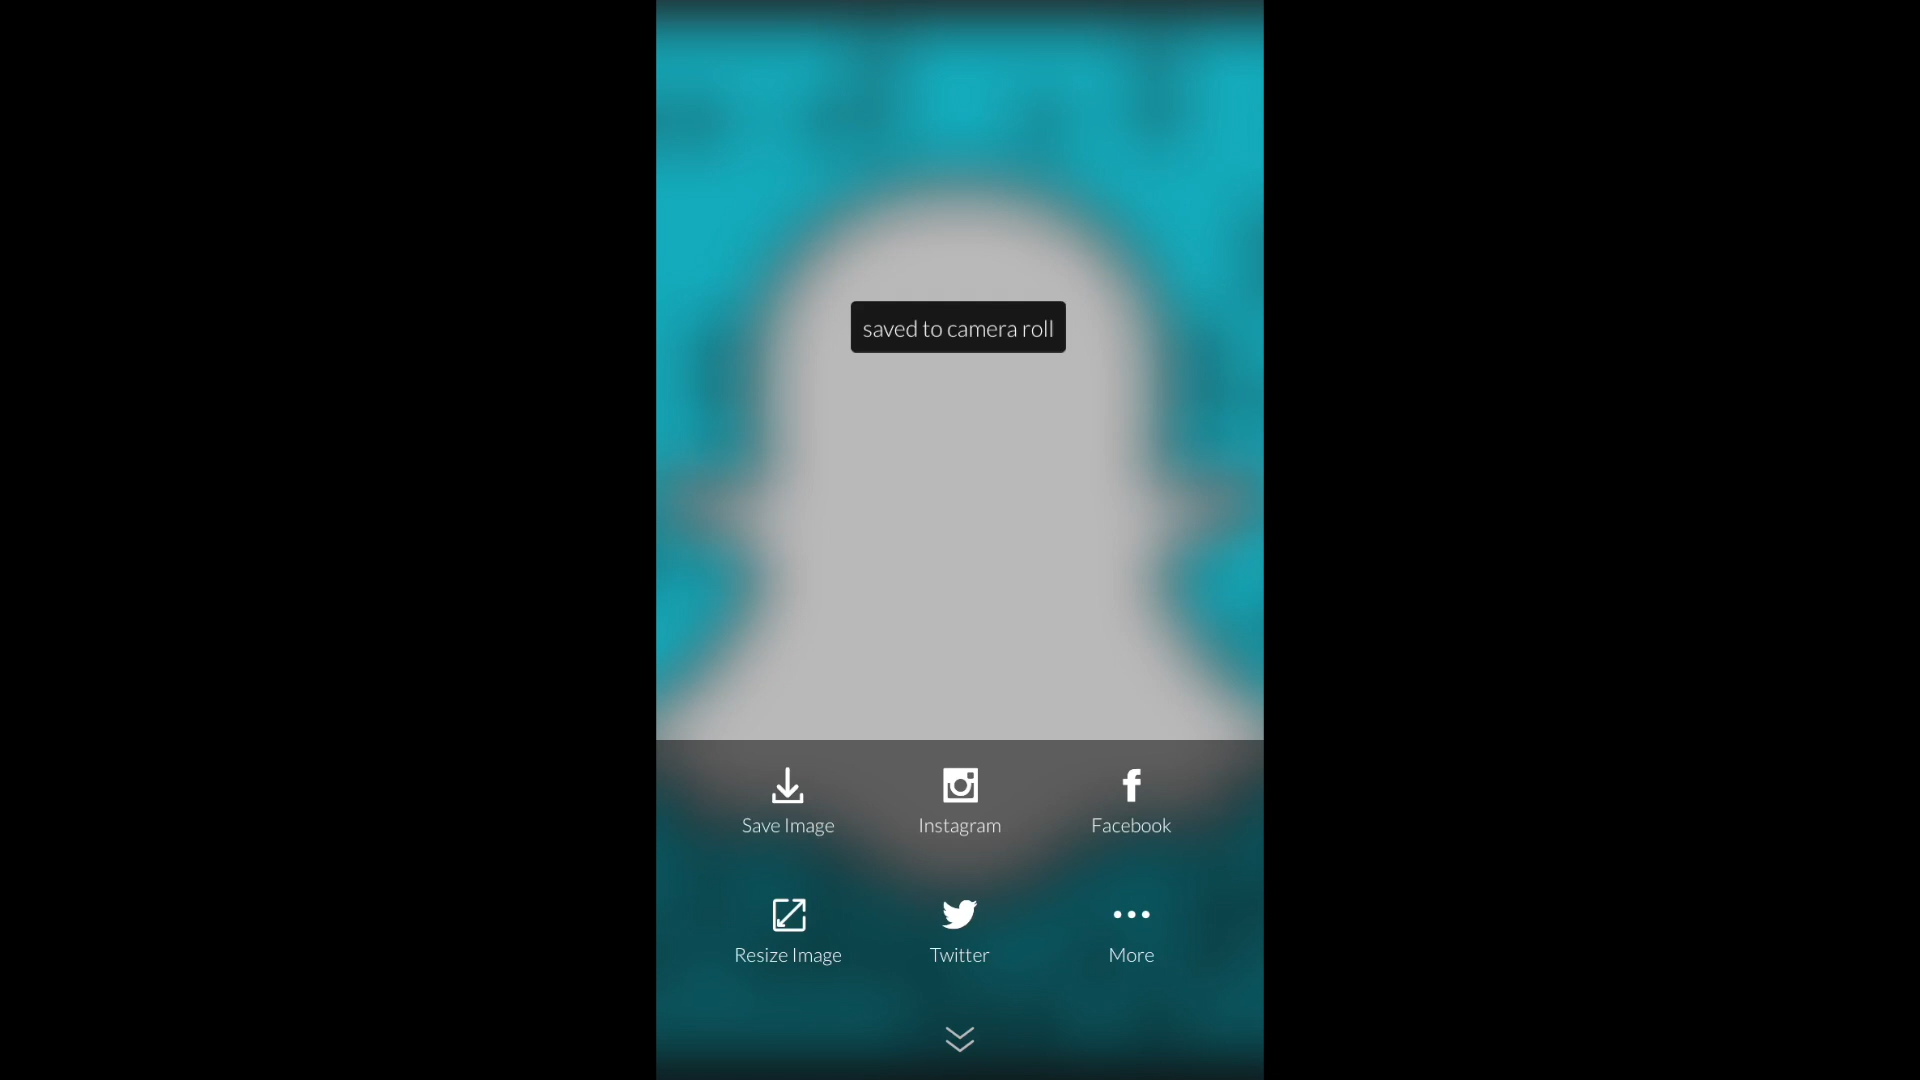 saved to camera roll
Save Image
Instagram
Facebook
Resize Image
Twitter
More